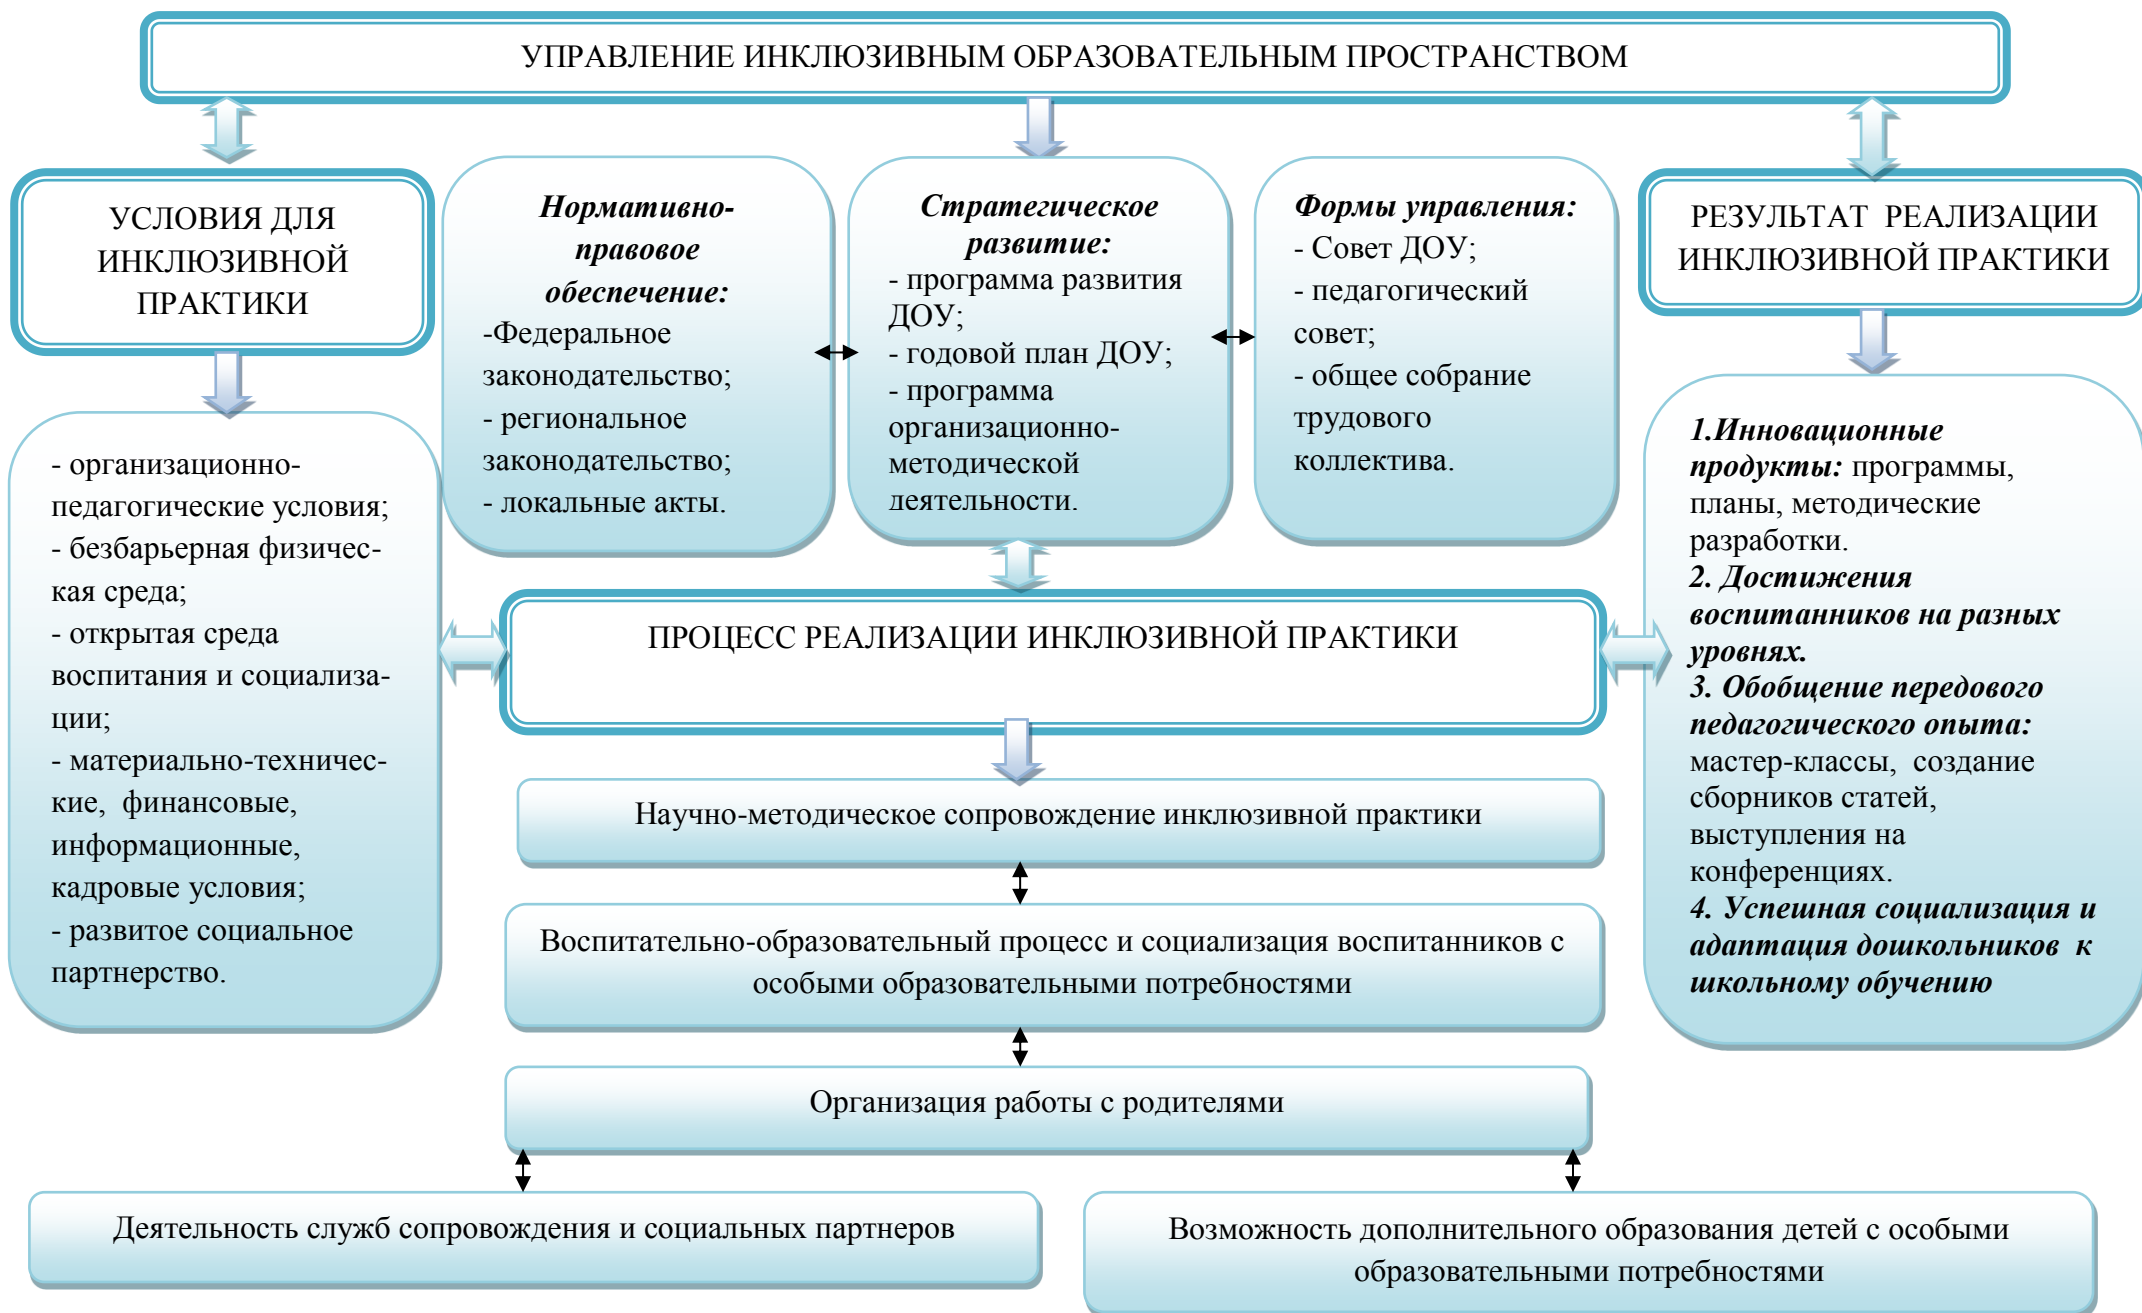 УПРАВЛЕНИЕ ИНКЛЮЗИВНЫМ ОБРАЗОВАТЕЛЬНЫМ ПРОСТРАНСТВОМ
УСЛОВИЯ ДЛЯ
ИНКЛЮЗИВНОЙ
ПРАКТИКИ
Нормативно-
правовое
обеспечение:
-Федеральное
законодательство;
- региональное
законодательство;
- локальные акты.
Стратегическое
развитие:
- программа развития
ДОУ;
- годовой план ДОУ;
- программа
организационно-
методической
деятельности.
Формы управления:
- Совет ДОУ;
- педагогический
совет;
- общее собрание
трудового
коллектива.
РЕЗУЛЬТАТ  РЕАЛИЗАЦИИ
ИНКЛЮЗИВНОЙ ПРАКТИКИ
- организационно-
педагогические условия;
- безбарьерная физичес-
кая среда;
- открытая среда
воспитания и социализа-
ции;
- материально-техничес-
кие,  финансовые,
информационные,
кадровые условия;
- развитое социальное
партнерство.
1.Инновационные
продукты: программы,
планы, методические
разработки.
2. Достижения
воспитанников на разных
уровнях.
3. Обобщение передового
педагогического опыта:
мастер-классы,  создание
сборников статей,
выступления на
конференциях.
4. Успешная социализация и
адаптация дошкольников  к
школьному обучению
ПРОЦЕСС РЕАЛИЗАЦИИ ИНКЛЮЗИВНОЙ ПРАКТИКИ
Научно-методическое сопровождение инклюзивной практики
Воспитательно-образовательный процесс и социализация воспитанников с
особыми образовательными потребностями
Организация работы с родителями
Деятельность служб сопровождения и социальных партнеров
Возможность дополнительного образования детей с особыми
образовательными потребностями